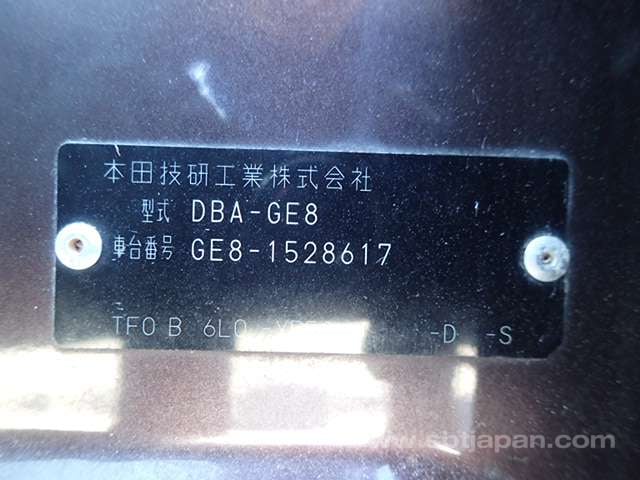 本田技研工業株式会社
型式 DBA-GE8
車台番号 GE8-1528617
TF0 B 6L0 -D -S
www.sbtjapan.com